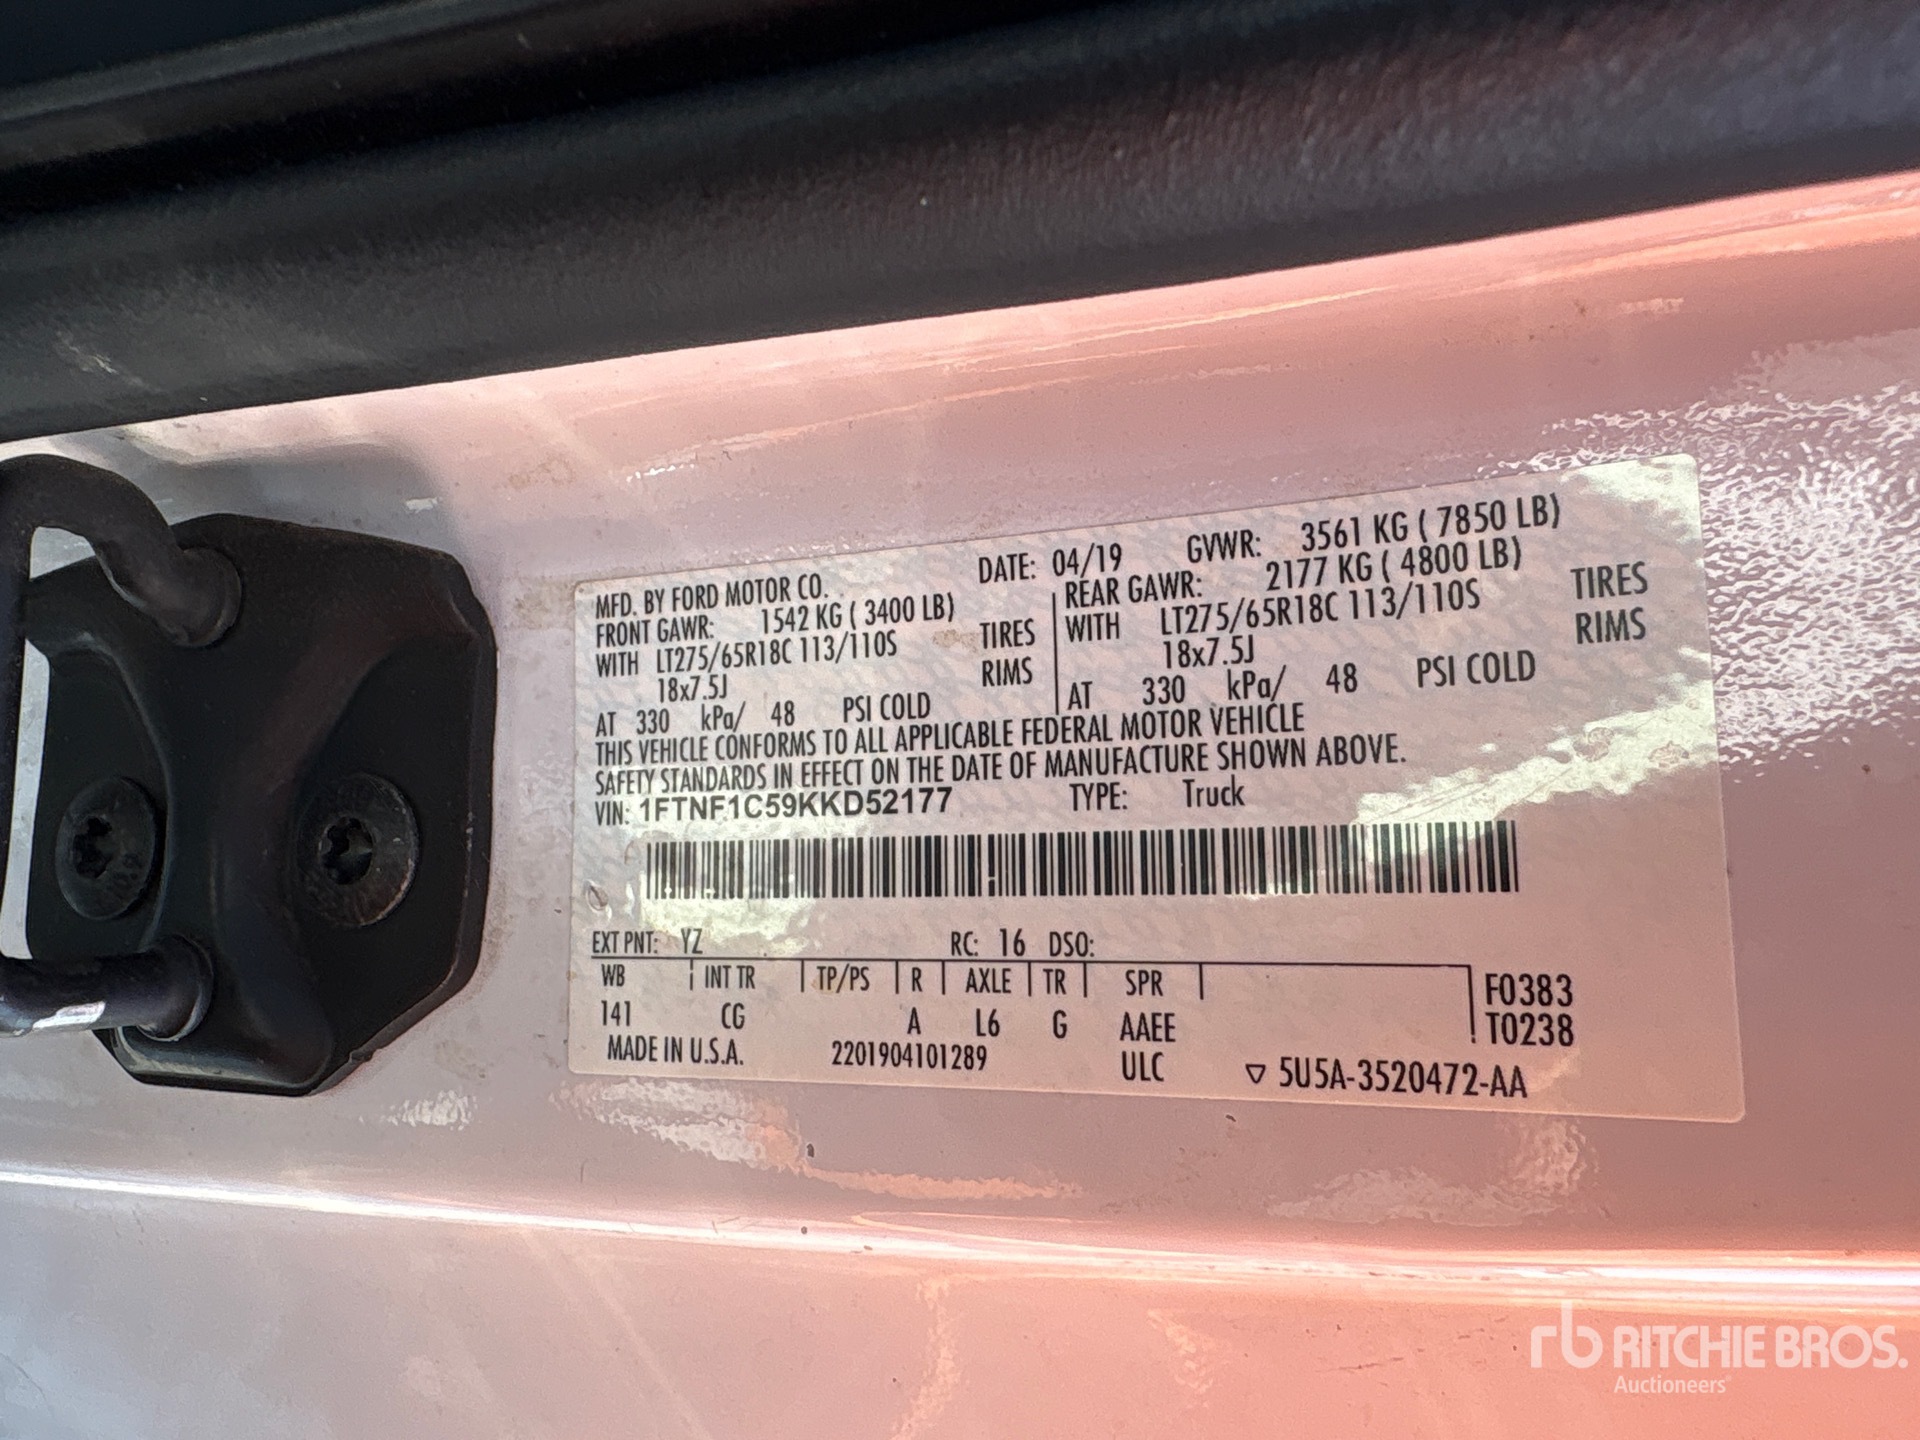 MFD. BY FORD MOTOR CO. DATE: 04/19 GVWR: 3561 KG ( 7850 LB)
FRONT GAWR: 1542 KG ( 3400 LB) REAR GAWR: 2177 KG ( 4800 LB)
WITH LT275/65R18C 113/110S TIRES WITH LT275/65R18C 113/110S TIRES
18x7.5J RIMS 18x7.5J RIMS
AT 330 kPa/ 48 PSI COLD AT 330 kPa/ 48 PSI COLD
THIS VEHICLE CONFORMS TO ALL APPLICABLE FEDERAL MOTOR VEHICLE
SAFETY STANDARDS IN EFFECT ON THE DATE OF MANUFACTURE SHOWN ABOVE.
VIN: 1FTNF1C59KKD52177 TYPE: Truck
EXT PNT: YZ RC: 16 DSO:
WB INT TR TP/PS R AXLE TR SPR F0383
141 CG A L6 G AAEE T0238
MADE IN U.S.A. 2201904101289 ULC ▽ 5U5A-3520472-AA
rb RITCHIE BROS.
Auctioneers